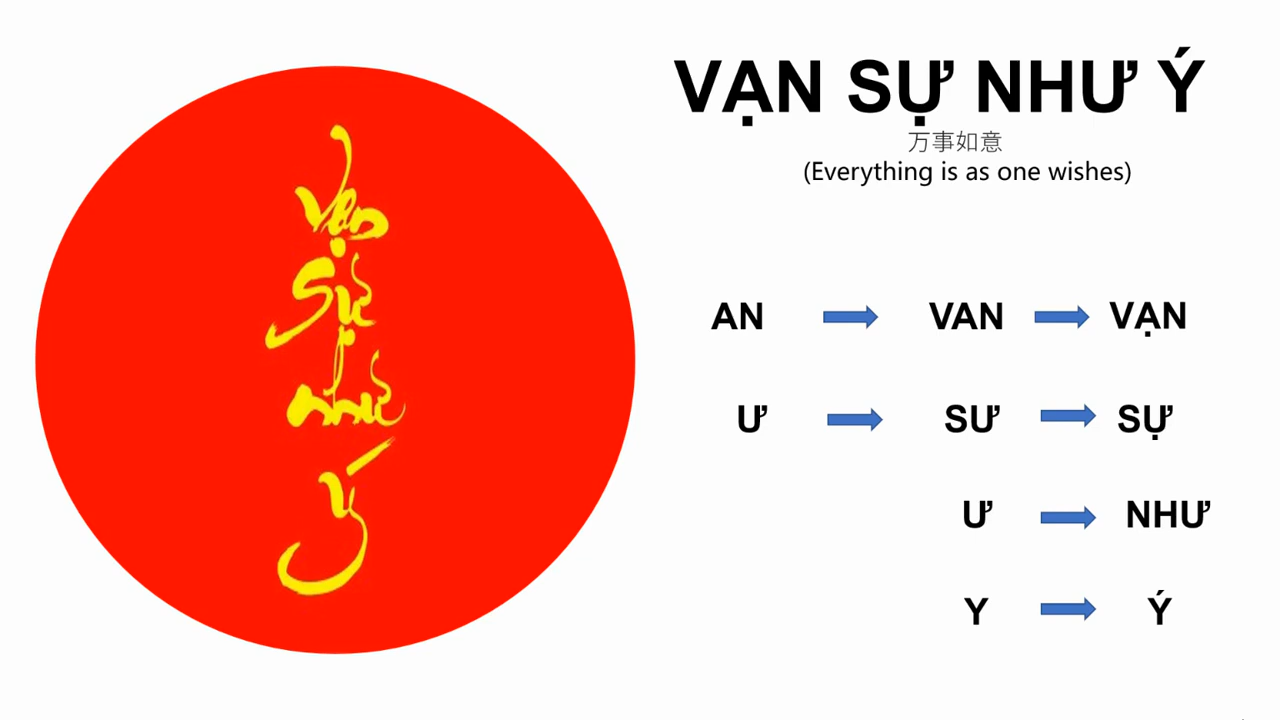 Vạn
Sự
như
Ý
VẠN SỰ NHƯ Ý
万事如意
(Everything is as one wishes)
AN VAN VẠN
Ư SƯ SỰ
Ư NHƯ
Y Ý